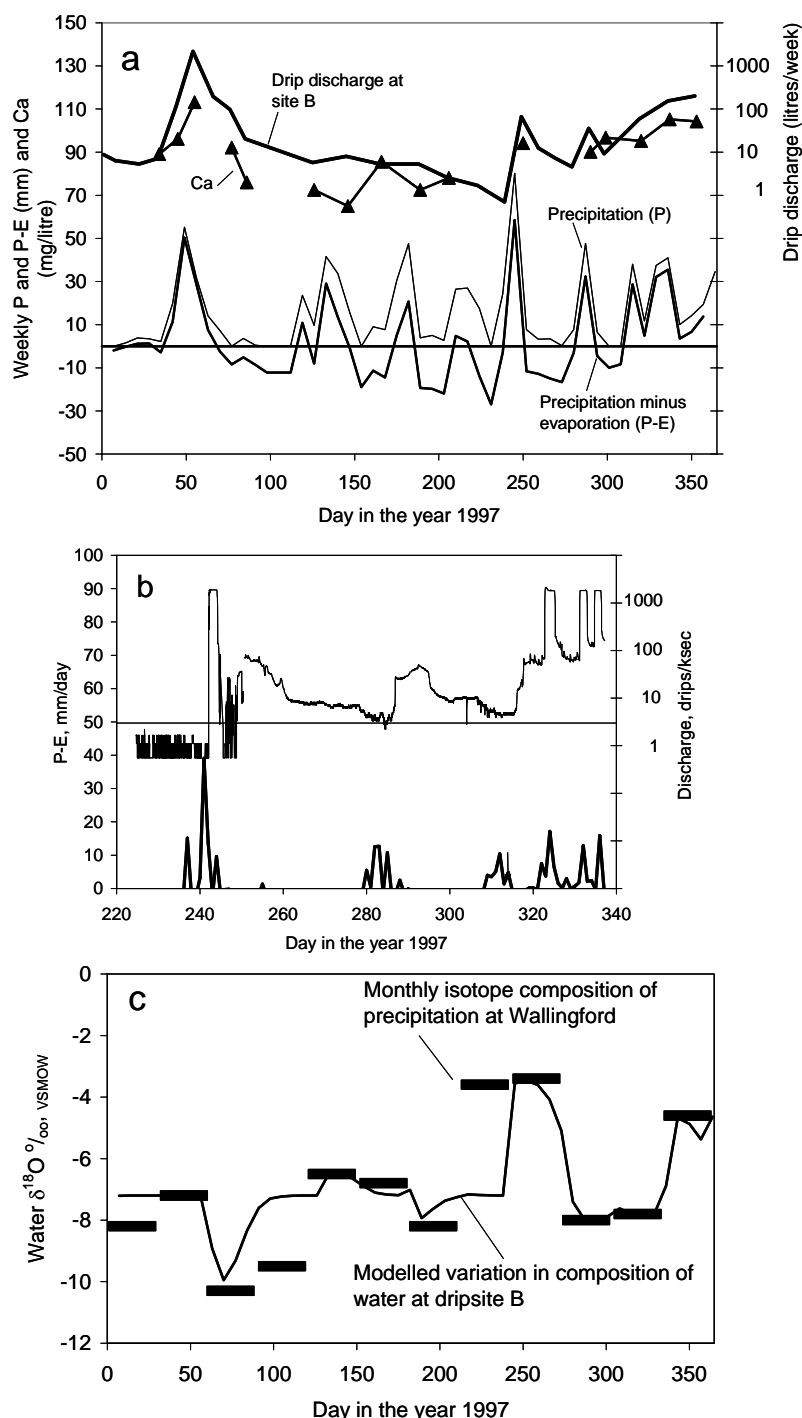 150
130
110
90
70
50
30
10
-10
-30
-50
Weekly P and P-E (mm) and Ca
(mg/litre)
a
Drip discharge at
site B
Ca
Precipitation (P)
Precipitation minus
evaporation (P-E)
1000
100
10
1
Drip discharge (litres/week)
0 50 100 150 200 250 300 350
Day in the year 1997
100
90
80
70
60
50
40
30
20
10
0
P-E, mm/day
b
1000
100
10
1
Discharge, drips/ksec
220 240 260 280 300 320 340
Day in the year 1997
0
-2
-4
-6
-8
-10
-12
Water δ18O o/oo, VSMOW
c
Monthly isotope composition of
precipitation at Wallingford
Modelled variation in composition of
water at dripsite B
0 50 100 150 200 250 300 350
Day in the year 1997